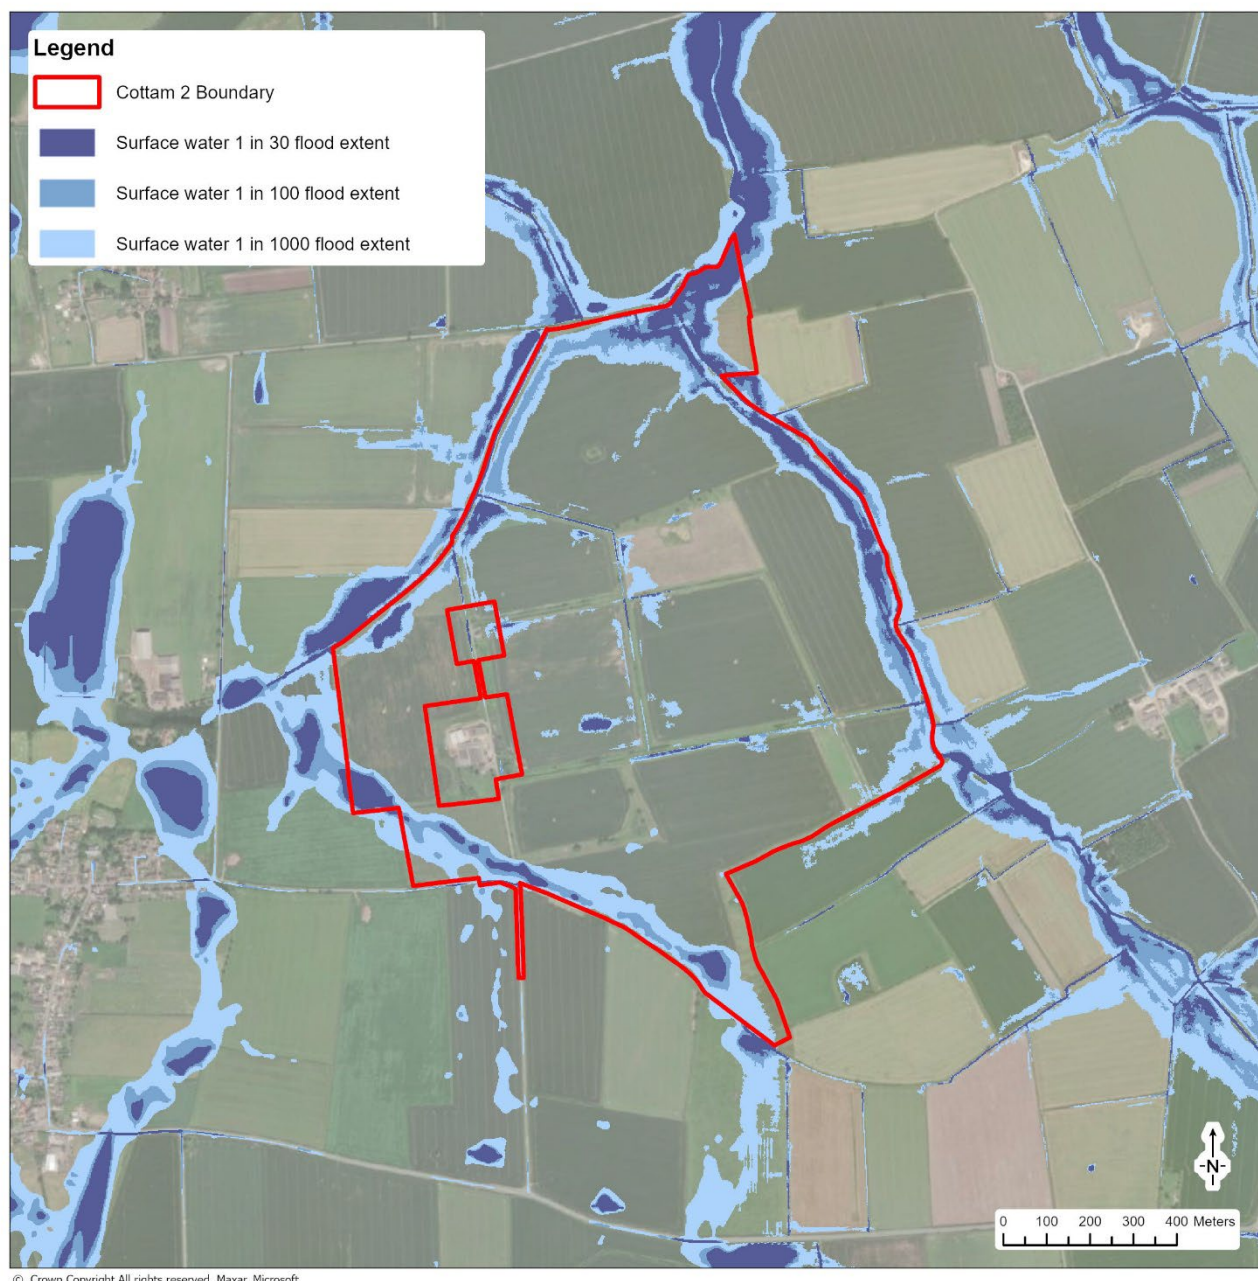 Legend
Cottam 2 Boundary
Surface water 1 in 30 flood extent
Surface water 1 in 100 flood extent
Surface water 1 in 1000 flood extent
-N-
0 100 200 300 400 Meters
© Crown Copyright All rights reserved, Maxar, Microsoft